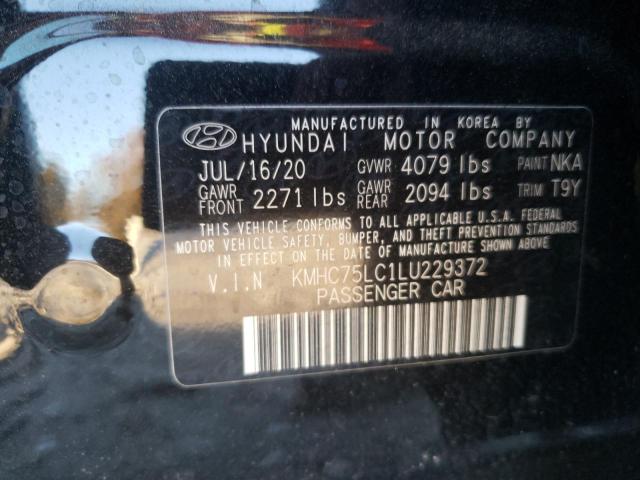 MANUFACTURED IN KOREA BY
HYUNDAI MOTOR COMPANY
JUL/16/20 GVWR 4079 lbs PAINT NKA
GAWR FRONT 2271 lbs GAWR REAR 2094 lbs TRIM T9Y
THIS VEHICLE CONFORMS TO ALL APPLICABLE U.S.A. FEDERAL
MOTOR VEHICLE SAFETY, BUMPER, AND THEFT STANDARDS
IN EFFECT ON THE DATE OF MANUFACTURE SHOWN ABOVE.
V.I.N KMHC75LC1LU229372
PASSENGER CAR